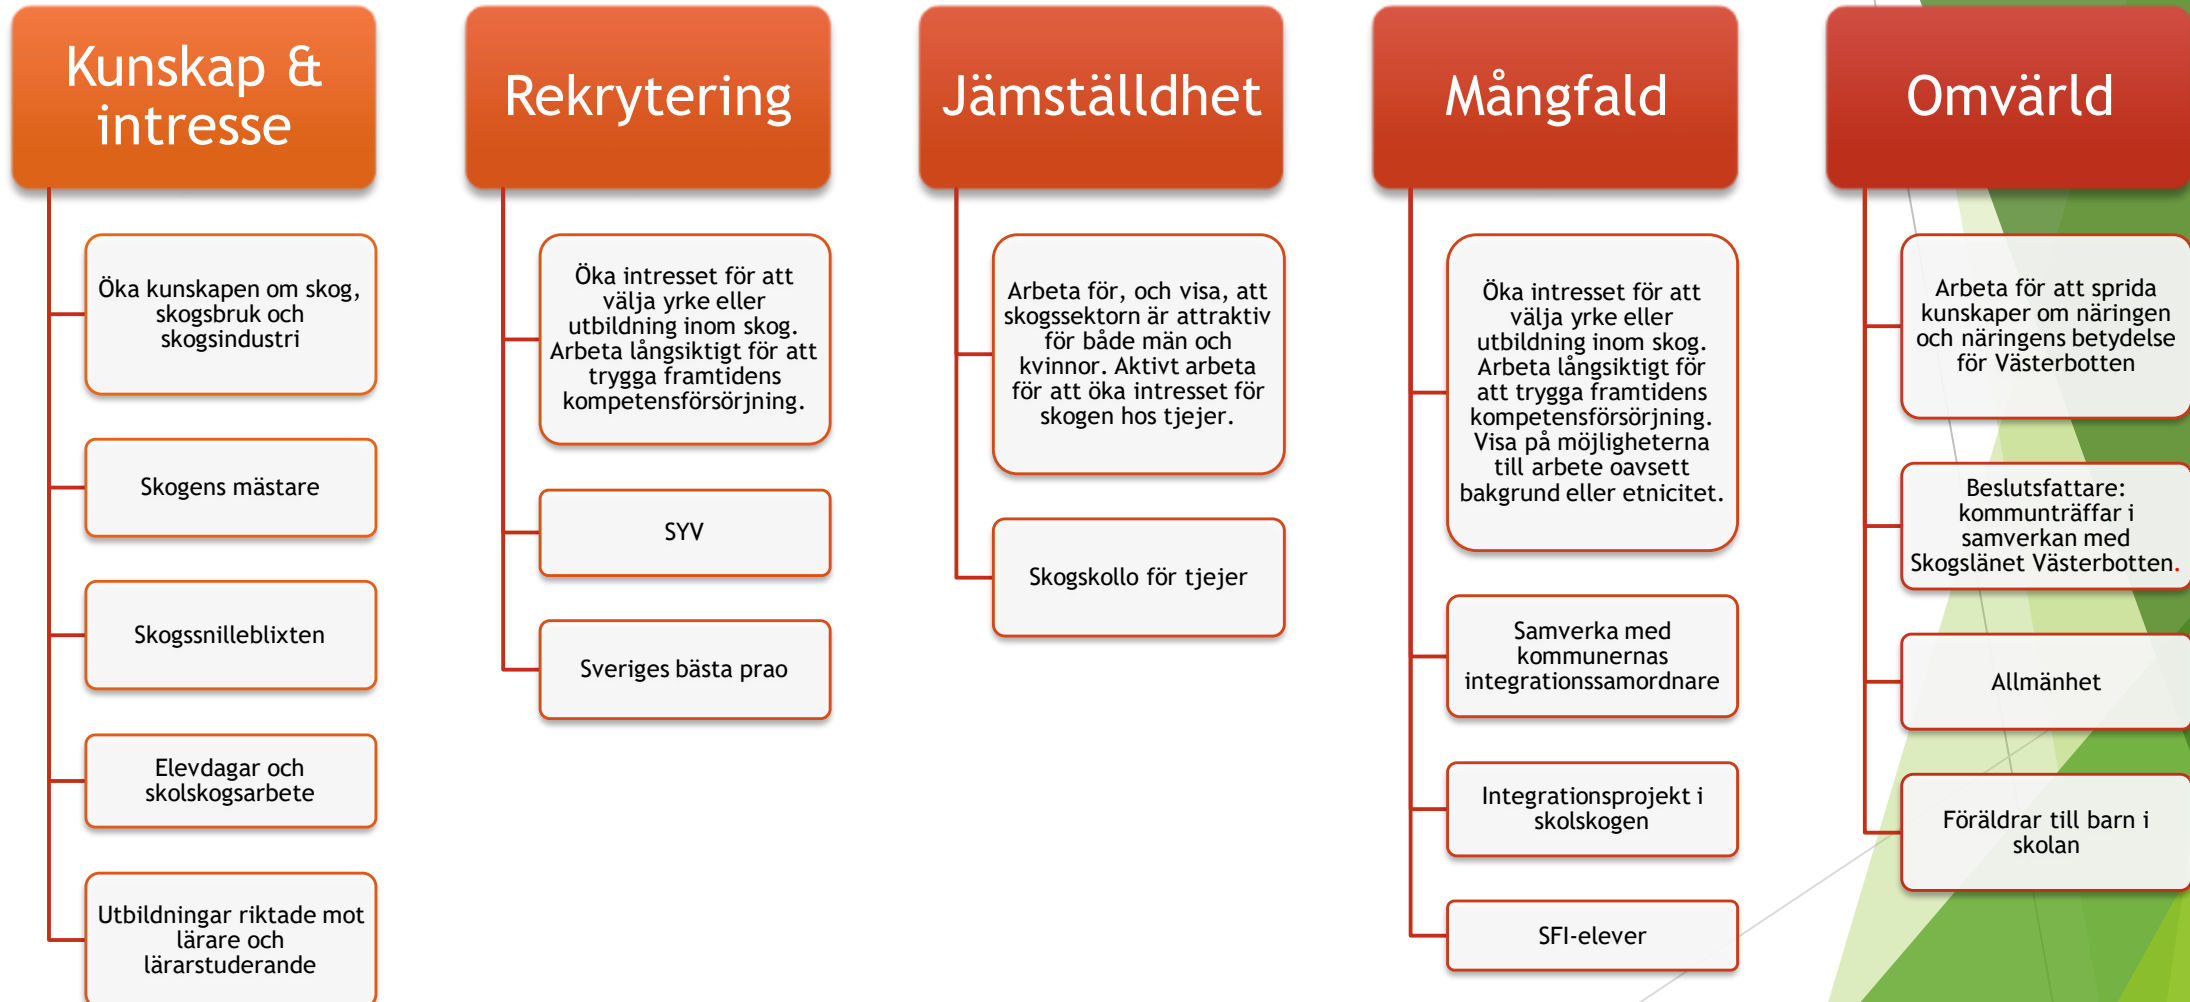 Kunskap &
intresse
Öka kunskapen om skog,
skogsbruk och
skogsindustri
Skogens mästare
Skogssnilleblixten
Elevdagar och
skolskogsarbete
Utbildningar riktade mot
lärare och
lärarstuderande
Rekrytering
Öka intresset för att
välja yrke eller
utbildning inom skog.
Arbeta långsiktigt för att
trygga framtidens
kompetensförsörjning.
SYV
Sveriges bästa prao
Jämställdhet
Arbeta för, och visa, att
skogssektorn är attraktiv
för både män och
kvinnor. Aktivt arbeta
för att öka intresset för
skogen hos tjejer.
Skogskollo för tjejer
Mångfald
Öka intresset för att
välja yrke eller
utbildning inom skog.
Arbeta långsiktigt för
att trygga framtidens
kompetensförsörjning.
Visa på möjligheterna
till arbete oavsett
bakgrund eller etnicitet.
Samverka med
kommunernas
integrationssamordnare
Integrationsprojekt i
skolskogen
SFI-elever
Omvärld
Arbeta för att sprida
kunskaper om näringen
och näringens betydelse
för Västerbotten
Beslutsfattare:
kommunträffar i
samverkan med
Skogslänet Västerbotten.
Allmänhet
Föräldrar till barn i
skolan